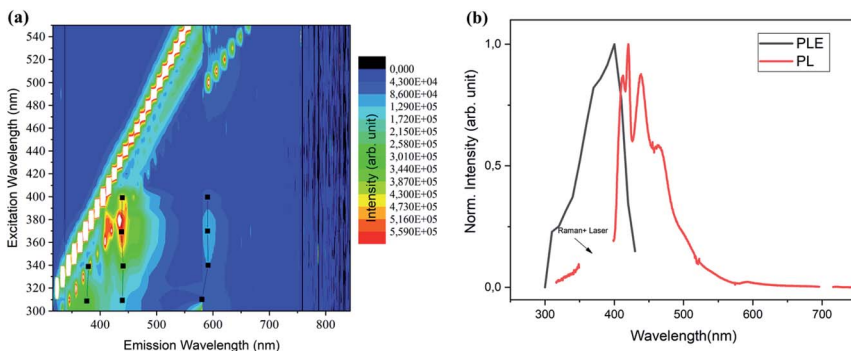 (a)
550
540
520
500
480
460
440
420
400
380
360
340
320
300
Excitation Wavelength (nm)
400
500
600
700
800
Emission Wavelength (nm)
0,000
4,300E+04
8,600E+04
1,290E+05
1,720E+05
2,150E+05
2,580E+05
3,010E+05
3,440E+05
3,870E+05
4,300E+05
4,730E+05
5,160E+05
5,590E+05
Intensity (arb. unit)
(b)
1,0
0,5
0,0
Norm. Intensity (arb. unit)
PLE
PL
Raman+ Laser
300
400
500
600
700
Wavelength(nm)